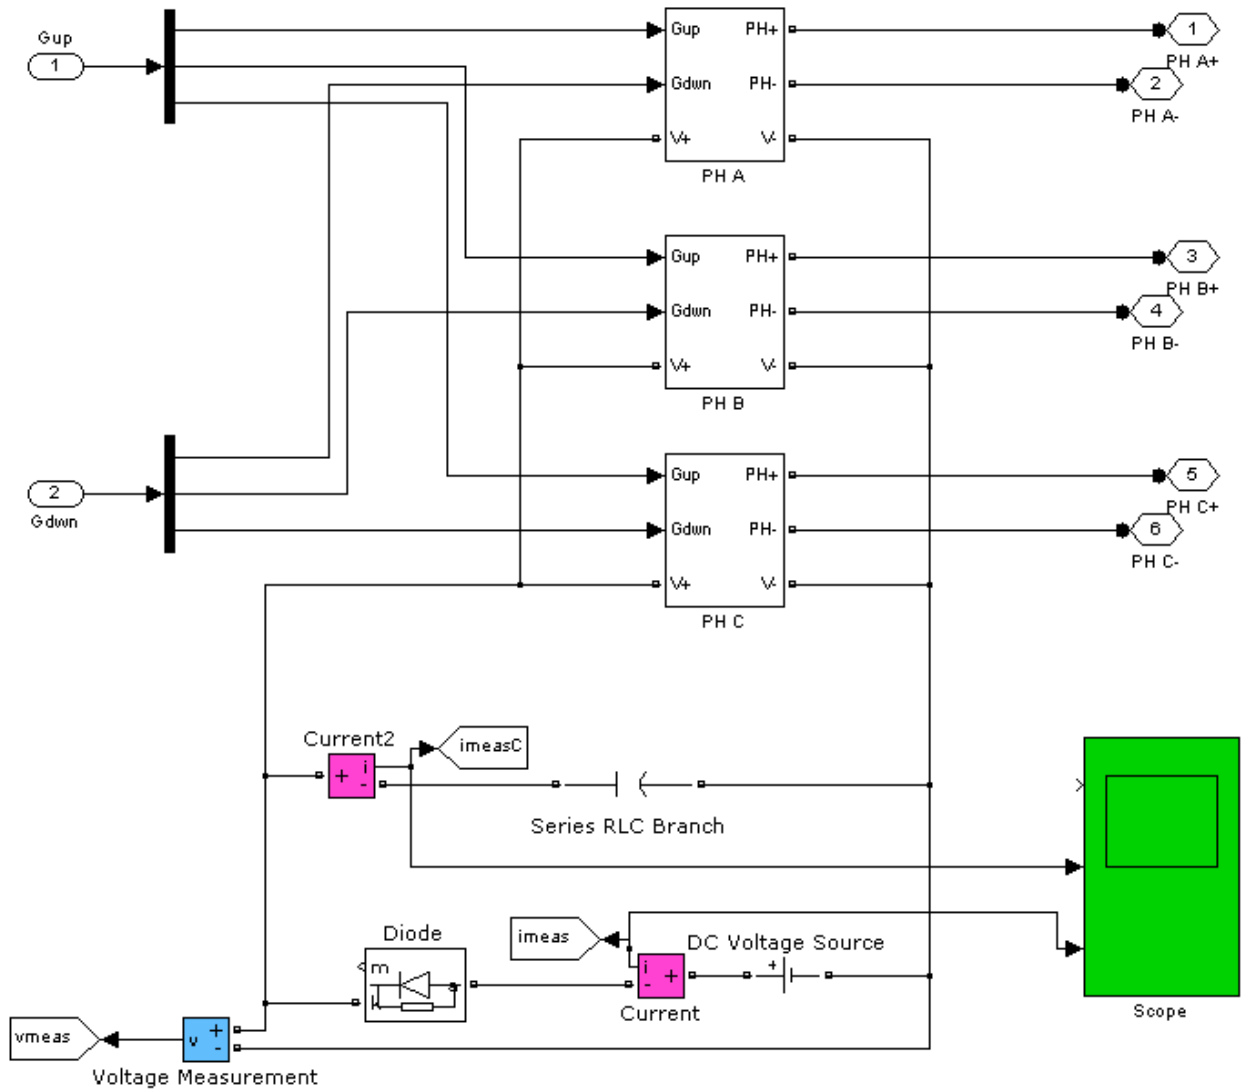 Gup
1
Gup PH+
Gdwn PH-
V+ V-
PH A
1
PH A+
2
PH A-
Gup PH+
Gdwn PH-
V+ V-
PH B
3
PH B+
4
PH B-
2
Gdwn
Gup PH+
Gdwn PH-
V+ V-
PH C
5
PH C+
6
PH C-
Current2
+ i
-
imeasC
Series RLC Branch
Diode
m
imeas
i +
-
Current
DC Voltage Source
+
Scope
vmeas
v +
-
Voltage Measurement